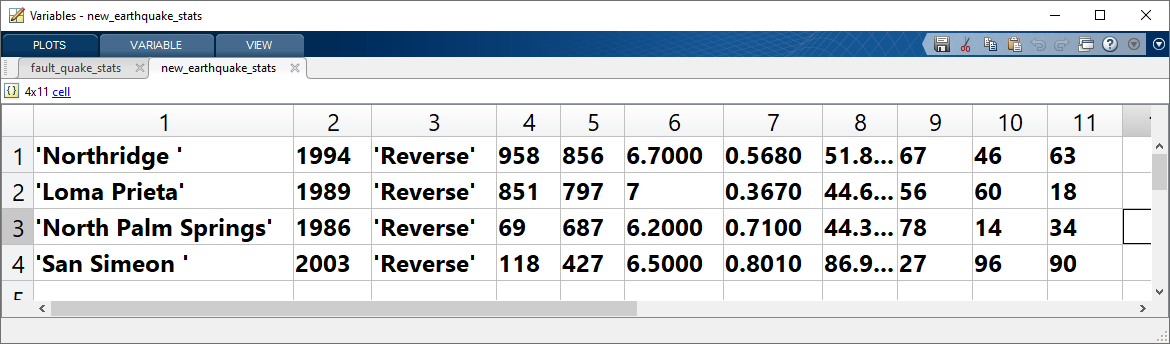 Variables - new_earthquake_stats
PLOTS VARIABLE VIEW
fault_quake_stats new_earthquake_stats
4x11 cell
1 2 3 4 5 6 7 8 9 10 11
1 'Northridge ' 1994 'Reverse' 958 856 6.7000 0.5680 51.8... 67 46 63
2 'Loma Prieta' 1989 'Reverse' 851 797 7 0.3670 44.6... 56 60 18
3 'North Palm Springs' 1986 'Reverse' 69 687 6.2000 0.7100 44.3... 78 14 34
4 'San Simeon ' 2003 'Reverse' 118 427 6.5000 0.8010 86.9... 27 96 90